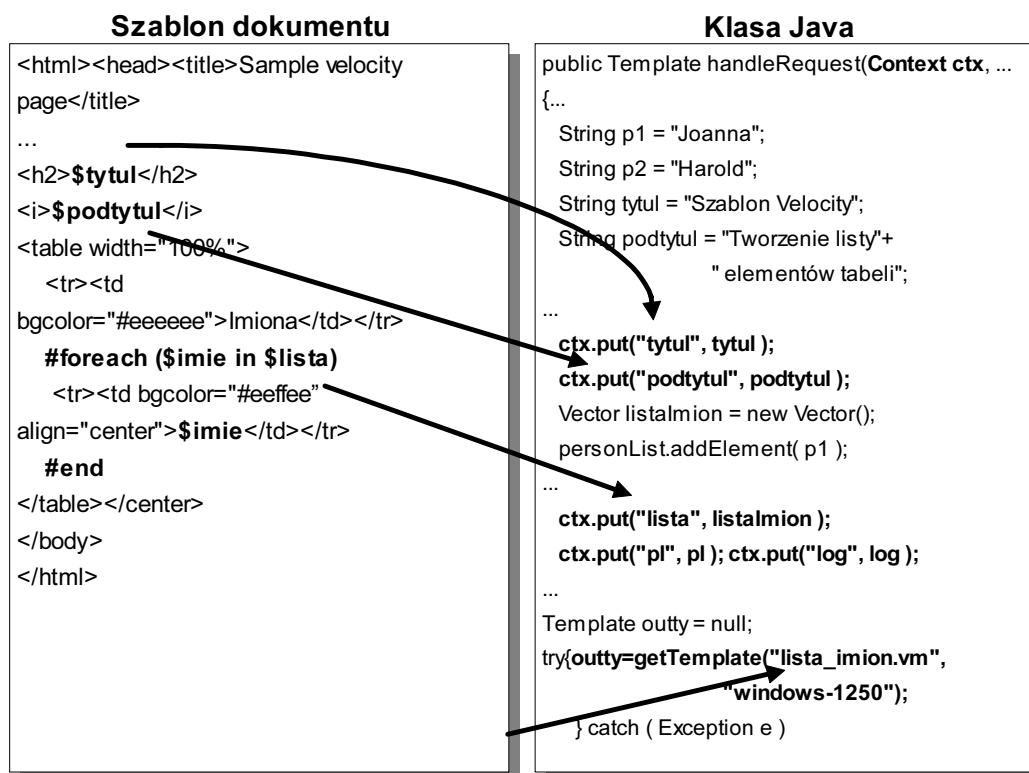 Szablon dokumentu
<html><head><title>Sample velocity
page</title>
...
<h2>$tytul</h2>
<i>$podtytul</i>
<table width="100%">
<tr><td
bgcolor="#eeeeee">Imiona</td></tr>
#foreach ($imie in $lista)
<tr><td bgcolor="#eeffee”
align="center">$imie</td></tr>
#end
</table></center>
</body>
</html>
Klasa Java
public Template handleRequest(Context ctx, ...
{...
String p1 = "Joanna";
String p2 = "Harold";
String tytul = "Szablon Velocity";
String podtytul = "Tworzenie listy"+
" elementów tabeli";
...
ctx.put("tytul", tytul );
ctx.put("podtytul", podtytul );
Vector listaImion = new Vector();
personList.addElement( p1 );
...
ctx.put("lista", listaImion );
ctx.put("pl", pl ); ctx.put("log", log );
...
Template outty = null;
try{outty=getTemplate("lista_imion.vm",
"windows-1250");
} catch ( Exception e )